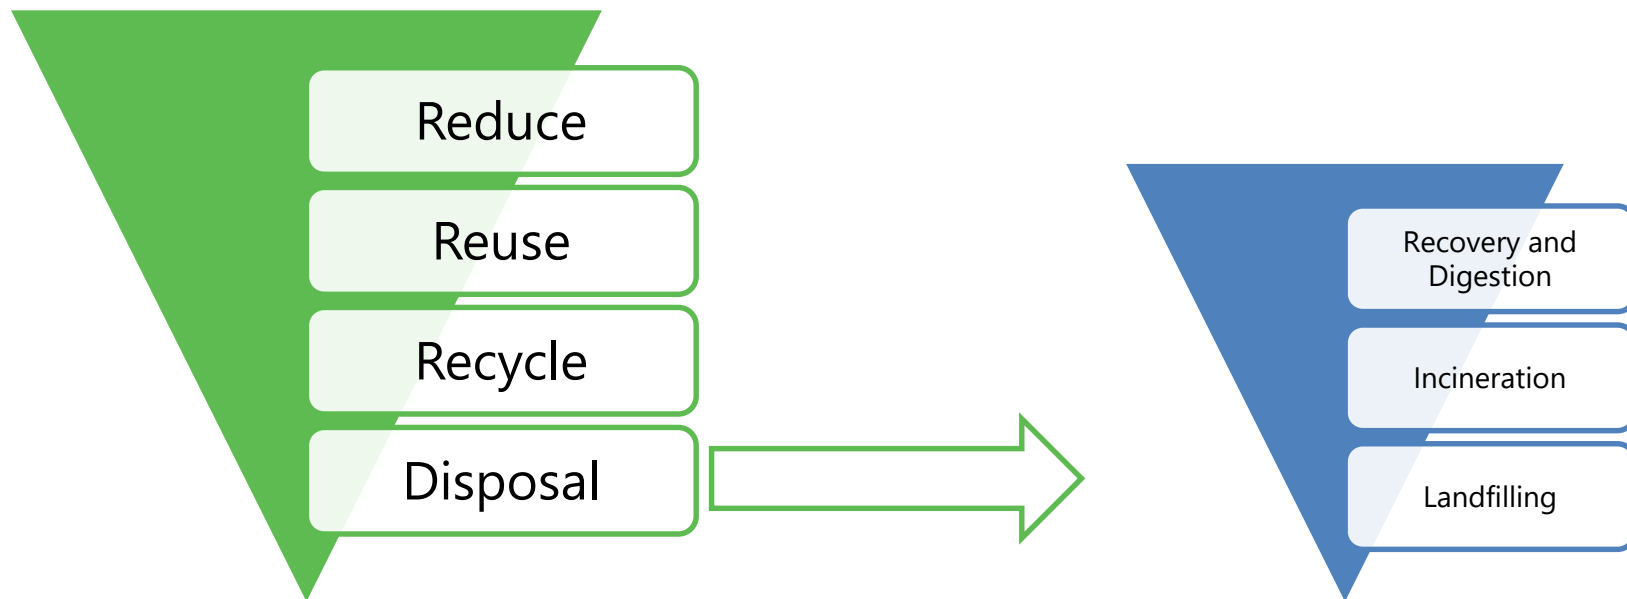 Reduce
Reuse
Recycle
Disposal
Recovery and
Digestion
Incineration
Landfilling